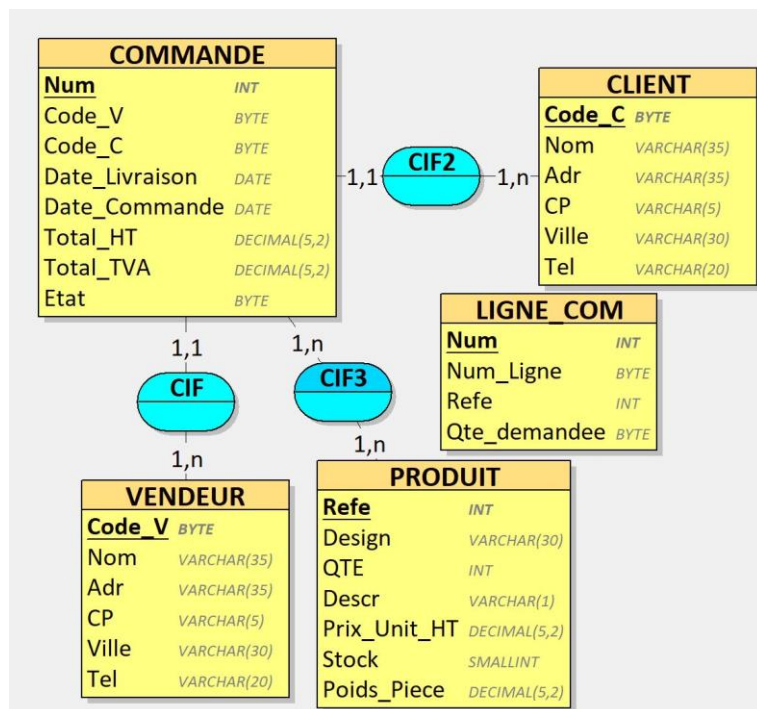 COMMANDE
Num INT
Code_V BYTE
Code_C BYTE
Date_Livraison DATE
Date_Commande DATE
Total_HT DECIMAL(5,2)
Total_TVA DECIMAL(5,2)
Etat BYTE
1,1
CIF2
1,n
CLIENT
Code_C BYTE
Nom VARCHAR(35)
Adr VARCHAR(35)
CP VARCHAR(5)
Ville VARCHAR(30)
Tel VARCHAR(20)
LIGNE_COM
Num INT
Num_Ligne BYTE
Refe INT
Qte_demandee BYTE
1,1
CIF
1,n
1,n
CIF3
1,n
VENDEUR
Code_V BYTE
Nom VARCHAR(35)
Adr VARCHAR(35)
CP VARCHAR(5)
Ville VARCHAR(30)
Tel VARCHAR(20)
PRODUIT
Refe INT
Design VARCHAR(30)
QTE INT
Descr VARCHAR(1)
Prix_Unit_HT DECIMAL(5,2)
Stock SMALLINT
Poids_Piece DECIMAL(5,2)